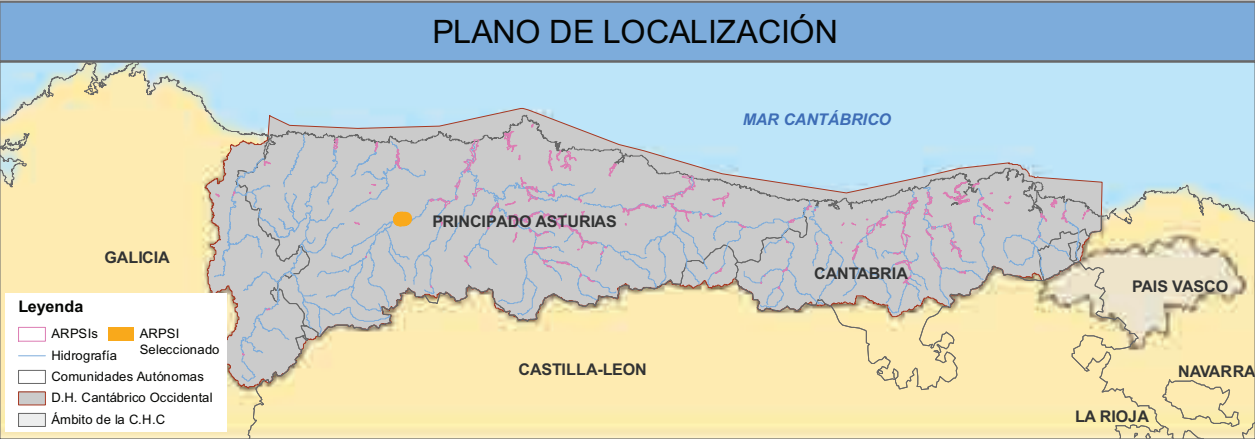 PLANO DE LOCALIZACIÓN
MAR CANTÁBRICO
PRINCIPADO ASTURIAS
GALICIA
CANTABRIA
PAIS VASCO
CASTILLA-LEON
NAVARRA
LA RIOJA
Leyenda
ARPSIs
ARPSI
Seleccionado
Hidrografía
Comunidades Autónomas
D.H. Cantábrico Occidental
Ámbito de la C.H.C